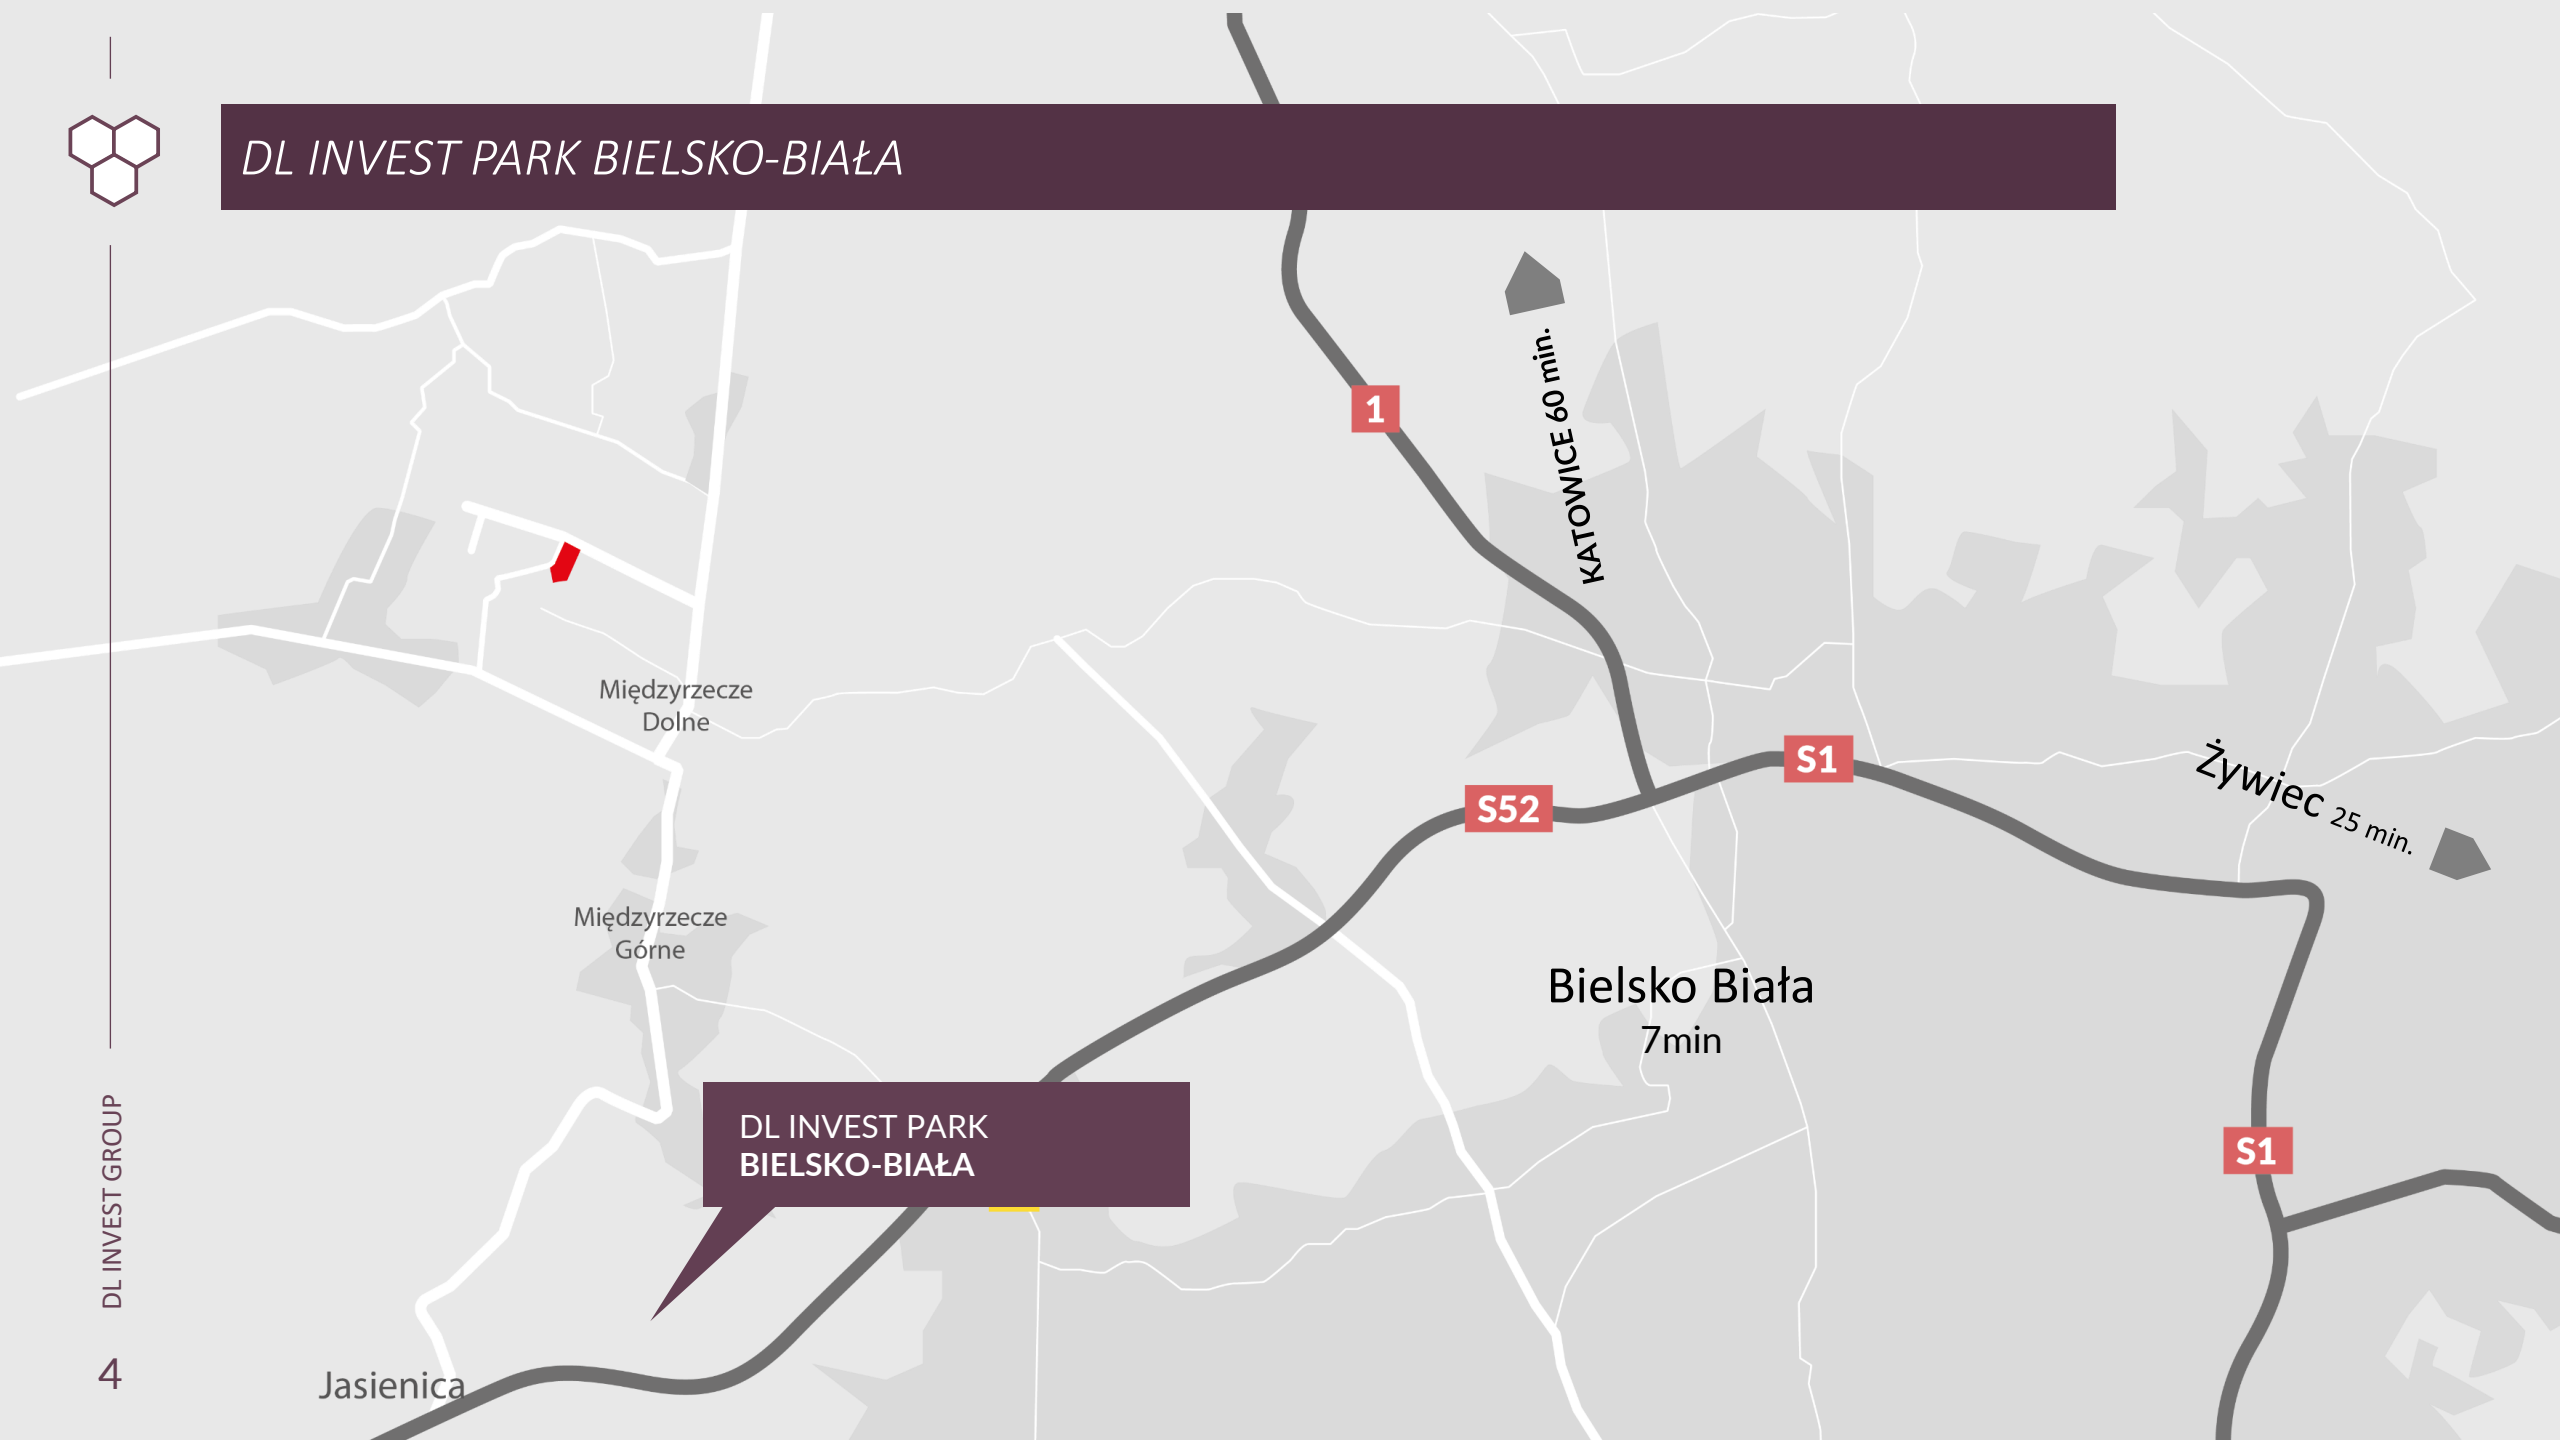 DL INVEST PARK BIELSKO-BIAŁA
1
KATOWICE 60 min.
Międzyrzecze
Dolne
S1
S52
Żywiec 25 min.
Międzyrzecze
Górne
Bielsko Biała
7min
DL INVEST PARK
BIELSKO-BIAŁA
S1
DL INVEST GROUP
4
Jasienica